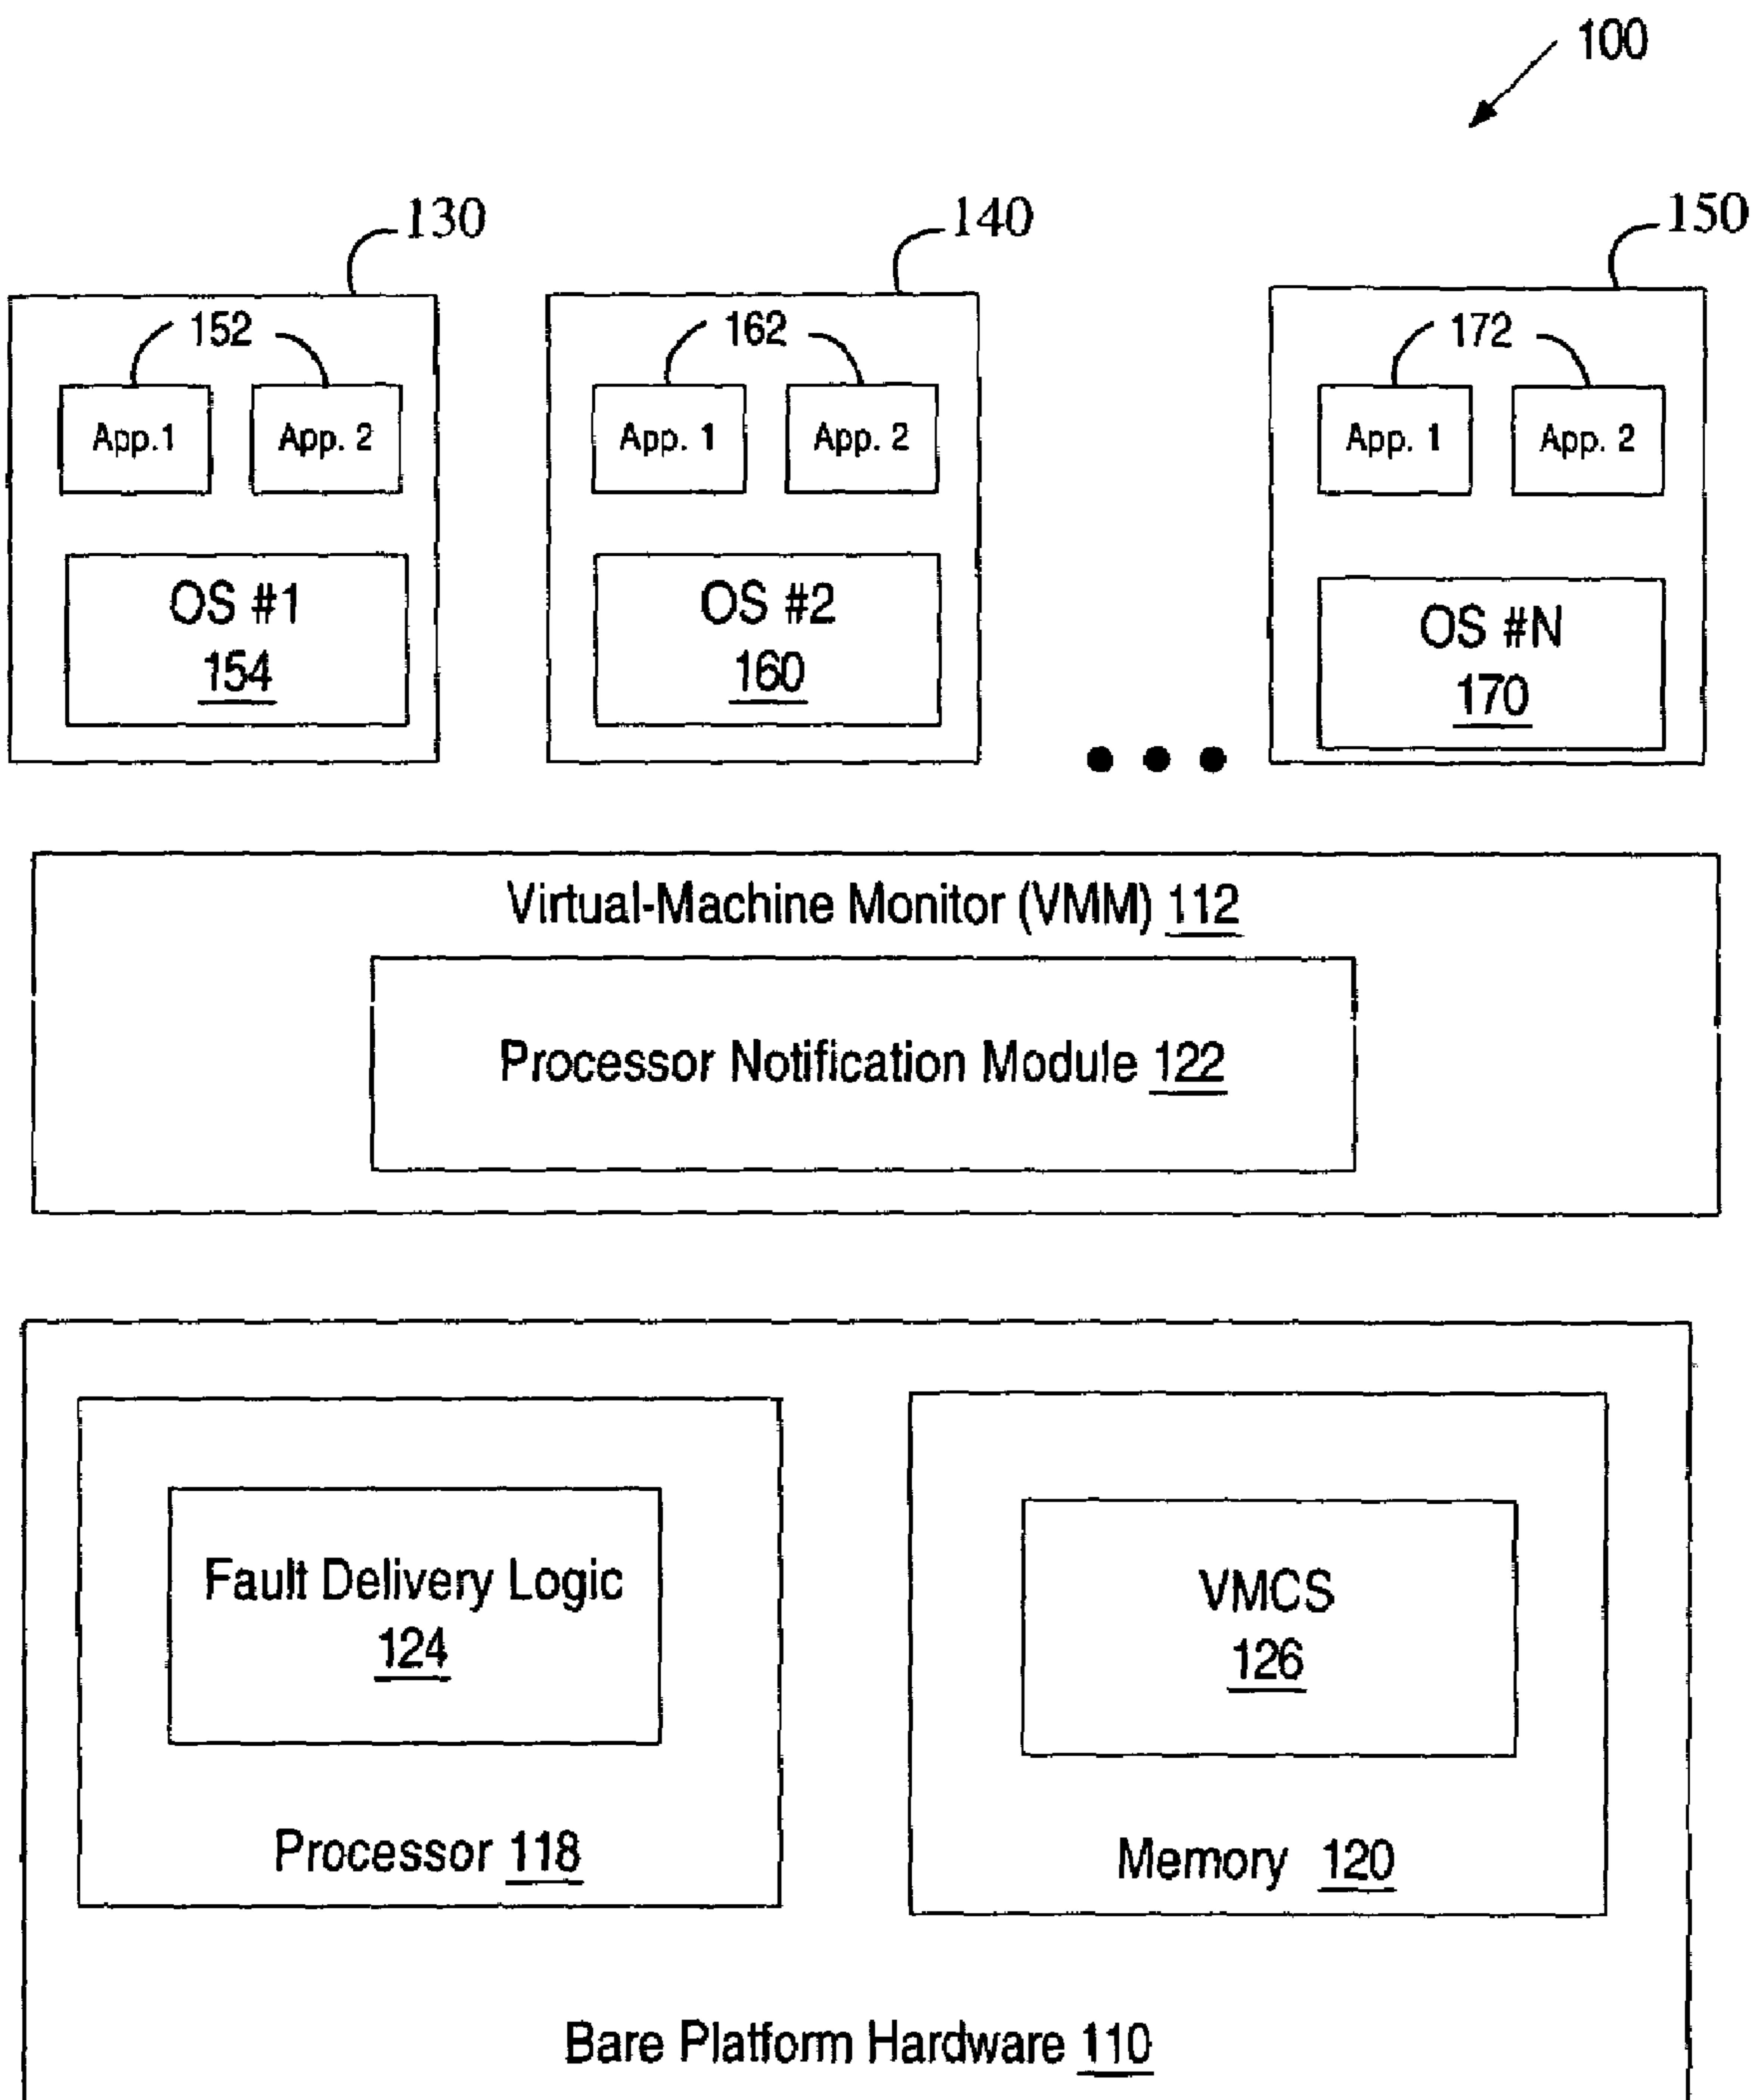 100
130
140
150
152
162
172
App.1
App. 2
App. 1
App. 2
App. 1
App. 2
OS #1
154
OS #2
160
OS #N
170
Virtual-Machine Monitor (VMM) 112
Processor Notification Module 122
Fault Delivery Logic
124
VMCS
126
Processor 118
Memory 120
Bare Platform Hardware 110